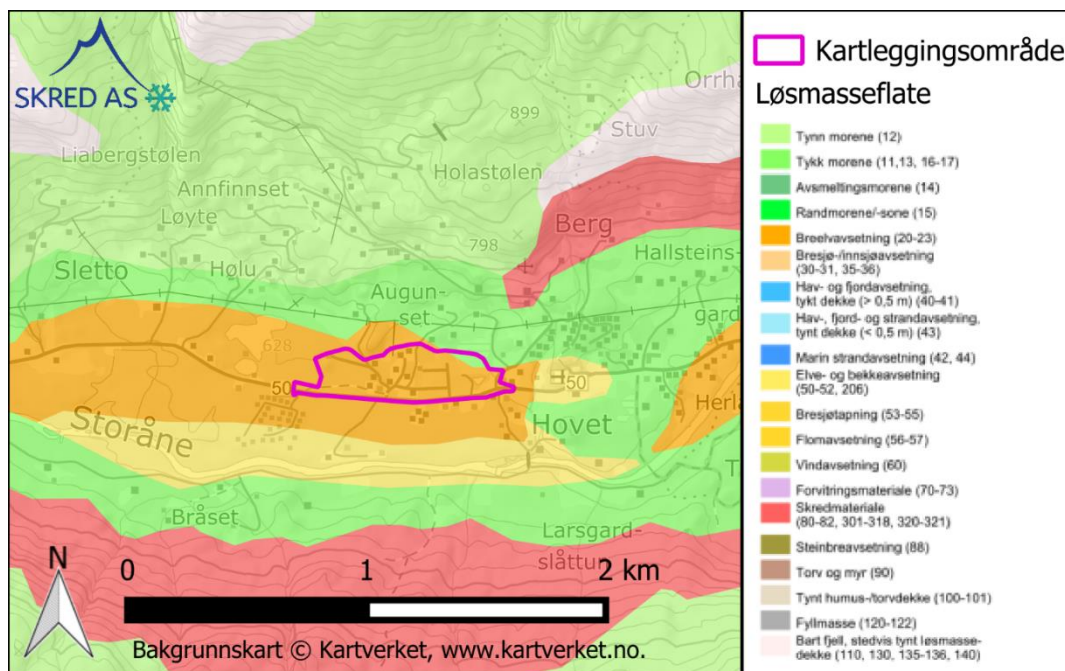 SKRED AS
899
Stuv
Liabergstølen
Annfinnset
Løyte
Holastølen
Berg
798
Sletto
Hølu
Hallsteins-
gard
Augun-
set
628
50
50
Storåne
Hovet
Herla
Bråset
Larsgard-
slåttun
N
0
1
2 km
Bakgrunnskart © Kartverket, www.kartverket.no.
Kartleggingsområde
Løsmasseflate
Tynn morene (12)
Tykk morene (11,13, 16-17)
Avsmeltingsmorene (14)
Randmorene/-sone (15)
Breelvavsetning (20-23)
Bresjø-/innsjøavsetning
(30-31, 35-36)
Hav- og fjordavsetning,
tykt dekke (> 0,5 m) (40-41)
Hav-, fjord- og strandavsetning,
tynt dekke (< 0,5 m) (43)
Marin strandavsetning (42, 44)
Elve- og bekkeavsetning
(50-52, 206)
Bresjøtapning (53-55)
Flomavsetning (56-57)
Vindavsetning (60)
Forvitringsmateriale (70-73)
Skredmateriale
(80-82, 301-318, 320-321)
Steinbreavsetning (88)
Torv og myr (90)
Tynt humus-/torvdekke (100-101)
Fyllmasse (120-122)
Bart fjell, stedvis tynt løsmasse-
dekke (110, 130, 135-136, 140)